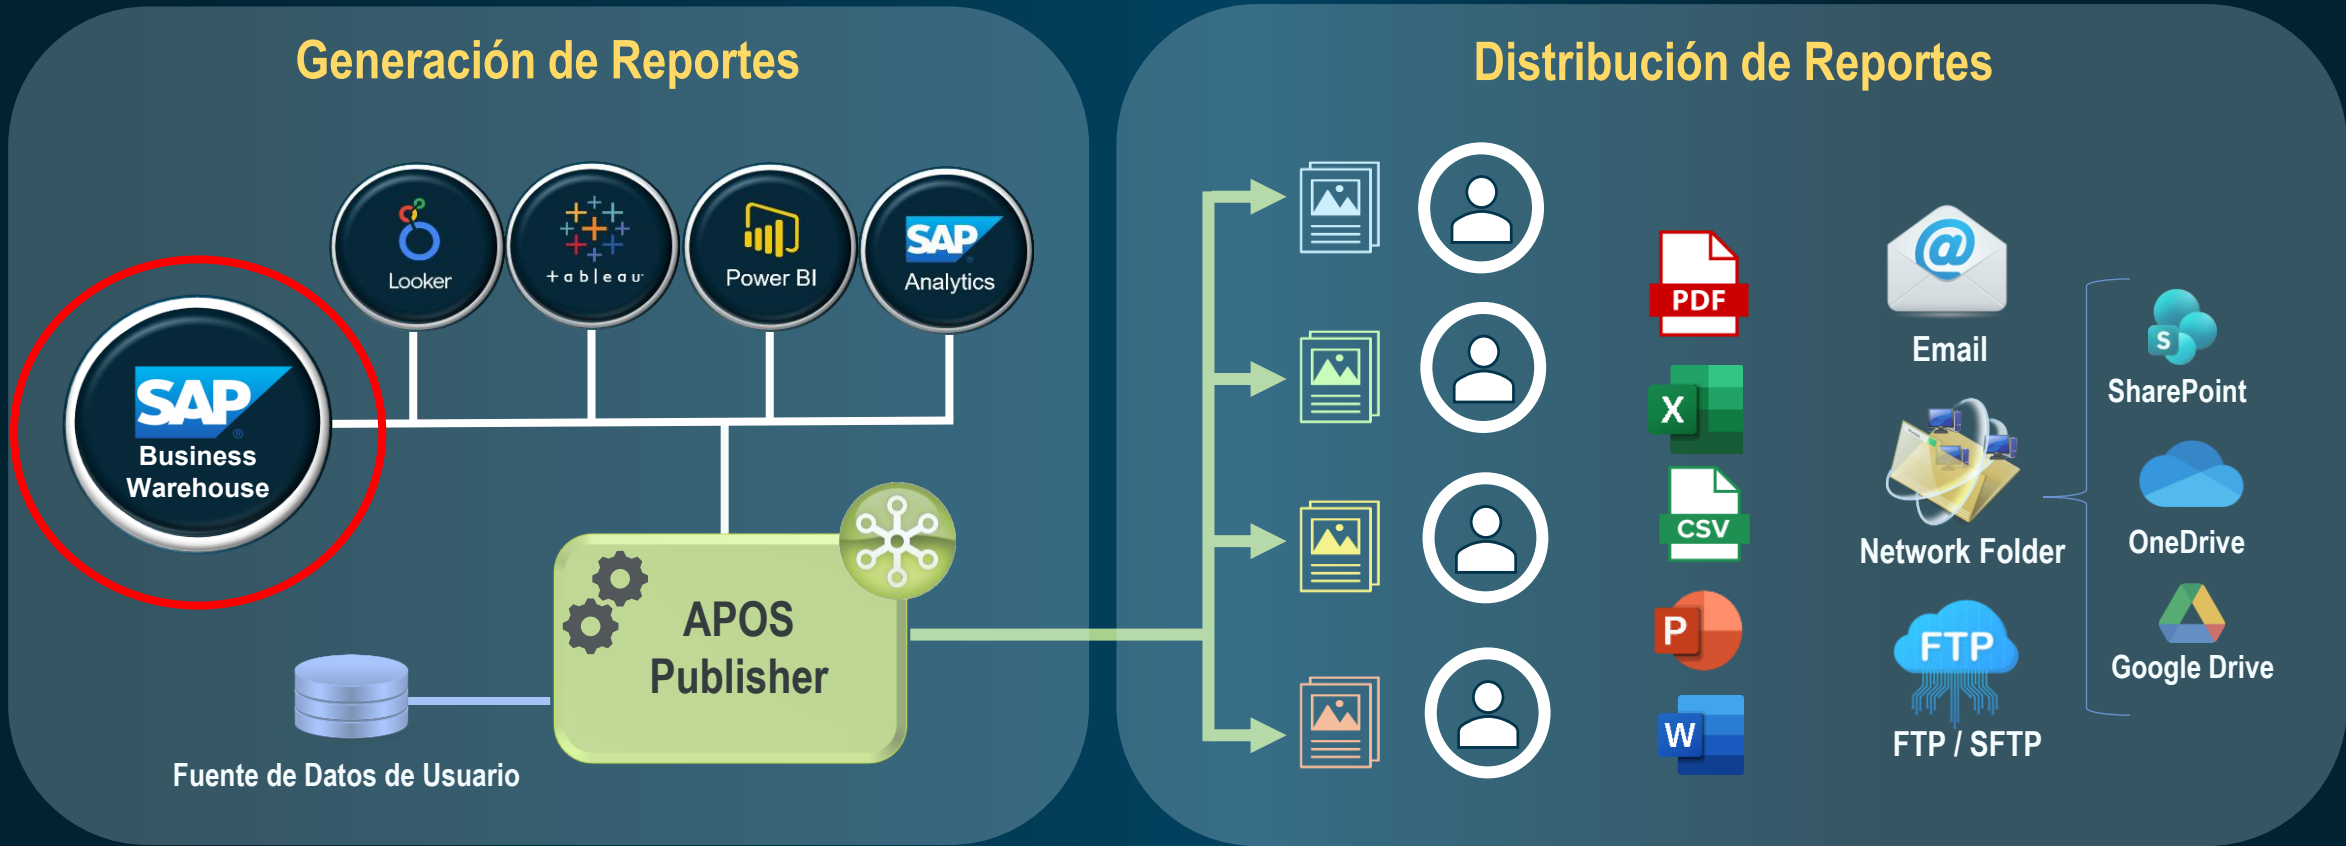 Generación de Reportes
Looker
+ableau
Power BI
SAP
Analytics
SAP
®
Business
Warehouse
APOS
Publisher
Fuente de Datos de Usuario
Distribución de Reportes
PDF
X
CSV
P
W
@
Email
Network Folder
FTP
FTP / SFTP
S
SharePoint
OneDrive
Google Drive